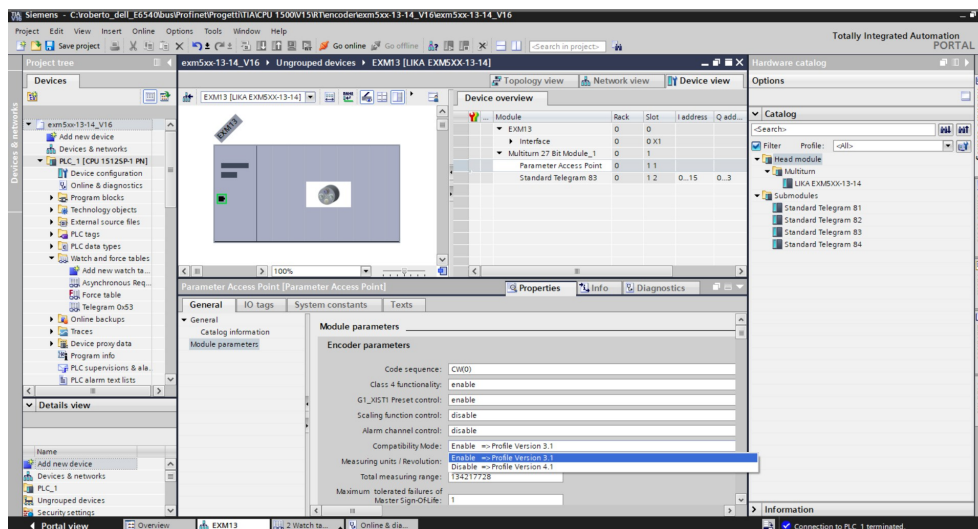 Siemens - C:\roberto_dell_E6540\bus\Profinet\Progetti\TIA\CPU 1500\V15\RT\encoder\exm5xx-13-14_V16\exm5xx-13-14_V16
Project Edit View Insert Online Options Tools Window Help
Totally Integrated Automation
PORTAL
Save project
Go online
Go offline
<Search in project>
Project tree
exm5xx-13-14_V16 ▸ Ungrouped devices ▸ EXM13 [LIKA EXM5XX-13-14]
Hardware catalog
Devices
Topology view
Network view
Device view
Options
EXM13 [LIKA EXM5XX-13-14]
Device overview
Devices & networks
exm5xx-13-14_V16
Add new device
Devices & networks
PLC_1 [CPU 1512SP-1 PN]
Device configuration
Online & diagnostics
Program blocks
Technology objects
External source files
PLC tags
PLC data types
Watch and force tables
Add new watch ta...
Asynchronous Req...
Force table
Telegram 0x53
Online backups
Traces
Device proxy data
Program info
PLC supervisions & ala...
PLC alarm text lists
EXM13
100%
... Module Rack Slot I address Q add...
EXM13 0 0
Interface 0 0 X1
Multiturn 27 Bit Module_1 0 1
Parameter Access Point 0 1 1
Standard Telegram 83 0 1 2 0...15 0...3
Catalog
<Search>
Filter Profile: <All>
Head module
Multiturn
LIKA EXM5XX-13-14
Submodules
Standard Telegram 81
Standard Telegram 82
Standard Telegram 83
Standard Telegram 84
Parameter Access Point [Parameter Access Point]
Properties
Info
Diagnostics
General IO tags System constants Texts
General
Catalog information
Module parameters
Module parameters
Encoder parameters
Code sequence: CW(0)
Class 4 functionality: enable
G1_XIST1 Preset control: enable
Scaling function control: disable
Alarm channel control: disable
Compatibility Mode: Enable => Profile Version 3.1
Enable => Profile Version 3.1
Measuring units / Revolution:
Disable => Profile Version 4.1
Total measuring range: 134217728
Maximum tolerated failures of
Master Sign-Of-Life: 1
Details view
Name
Add new device
Devices & networks
PLC_1
Ungrouped devices
Security settings
Information
Portal view
Overview
EXM13
2 Watch ta...
Online & dia...
Connection to PLC_1 terminated.